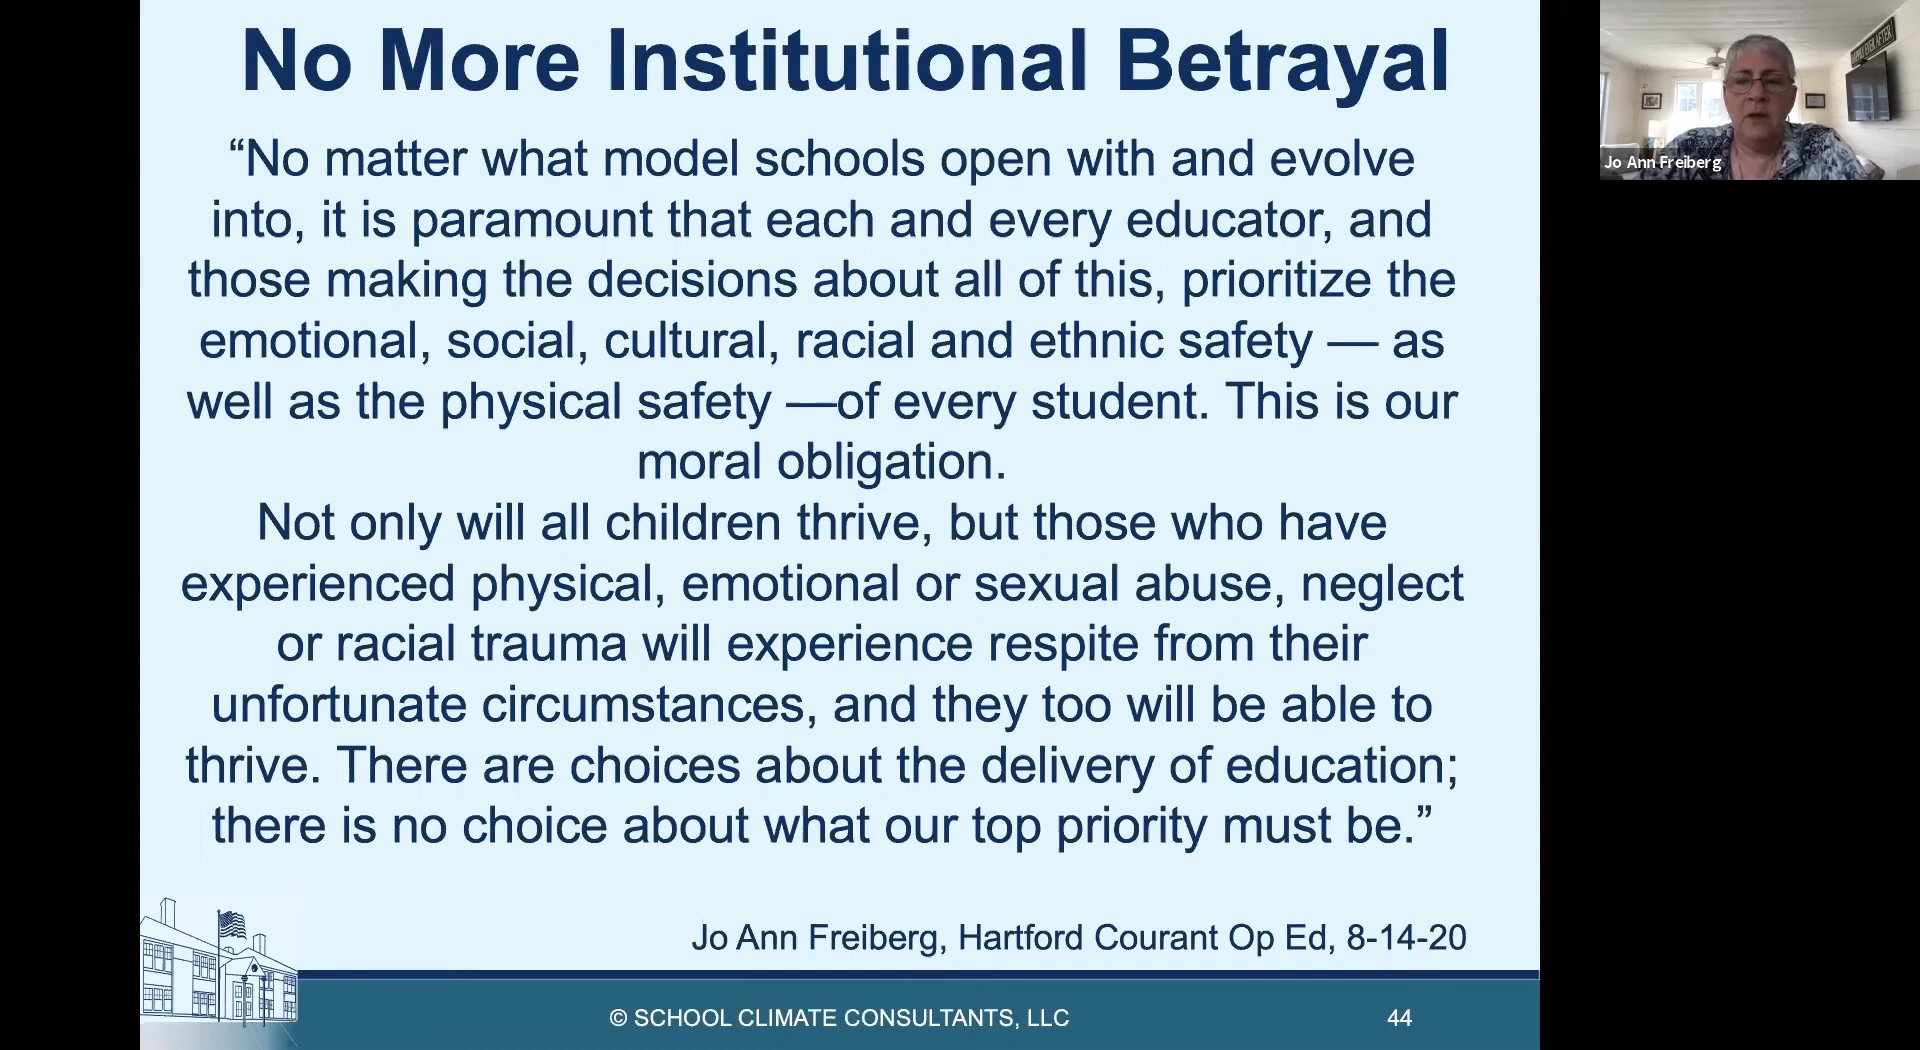 No More Institutional Betrayal
“No matter what model schools open with and evolve
into, it is paramount that each and every educator, and
those making the decisions about all of this, prioritize the
emotional, social, cultural, racial and ethnic safety — as
well as the physical safety —of every student. This is our
moral obligation.
Not only will all children thrive, but those who have
experienced physical, emotional or sexual abuse, neglect
or racial trauma will experience respite from their
unfortunate circumstances, and they too will be able to
thrive. There are choices about the delivery of education;
there is no choice about what our top priority must be.”
Jo Ann Freiberg, Hartford Courant Op Ed, 8-14-20
© SCHOOL CLIMATE CONSULTANTS, LLC
44
HAPPILY EVER AFTER
Jo Ann Freiberg